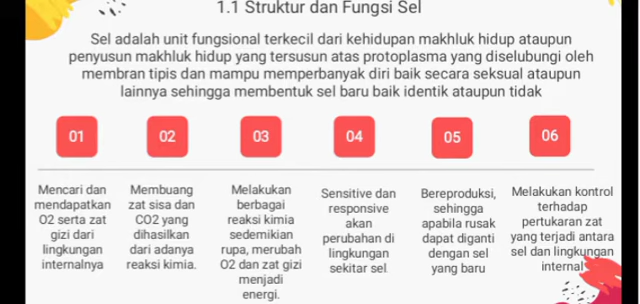 1.1 Struktur dan Fungsi Sel
Sel adalah unit fungsional terkecil dari kehidupan makhluk hidup ataupun
penyusun makhluk hidup yang tersusun atas protoplasma yang diselubungi oleh
membran tipis dan mampu memperbanyak diri baik secara seksual ataupun
lainnya sehingga membentuk sel baru baik identik ataupun tidak
01
02
03
04
05
06
Mencari dan
mendapatkan
O2 serta zat
gizi dari
lingkungan
internalnya
Membuang
zat sisa dan
CO2 yang
dihasilkan
dari adanya
reaksi kimia.
Melakukan
berbagai
reaksi kimia
sedemikian
rupa, merubah
O2 dan zat gizi
menjadi
energi.
Sensitive dan
responsive
akan
perubahan di
lingkungan
sekitar sel
Bereproduksi,
sehingga
apabila rusak
dapat diganti
dengan sel
yang baru
Melakukan kontrol
terhadap
pertukaran zat
yang terjadi antara
sel dan lingkungan
internal